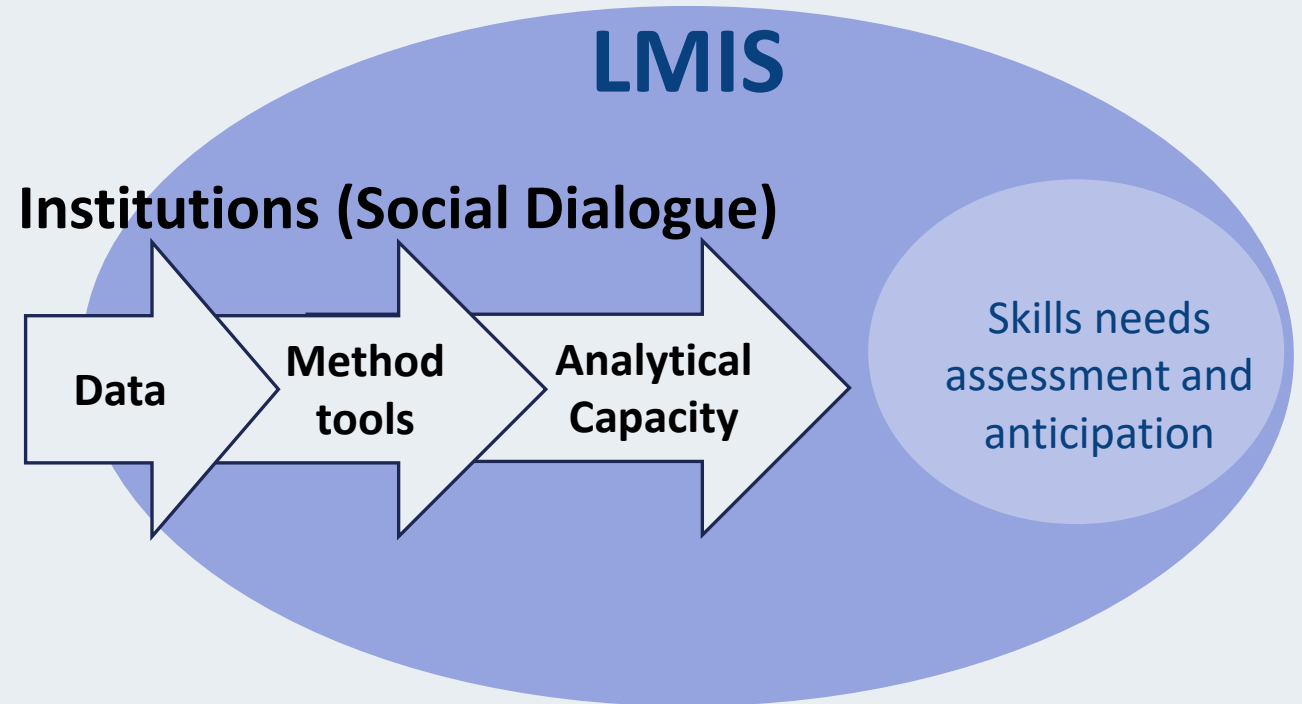 LMIS
Institutions (Social Dialogue)
Data
Method
tools
Analytical
Capacity
Skills needs
assessment and
anticipation